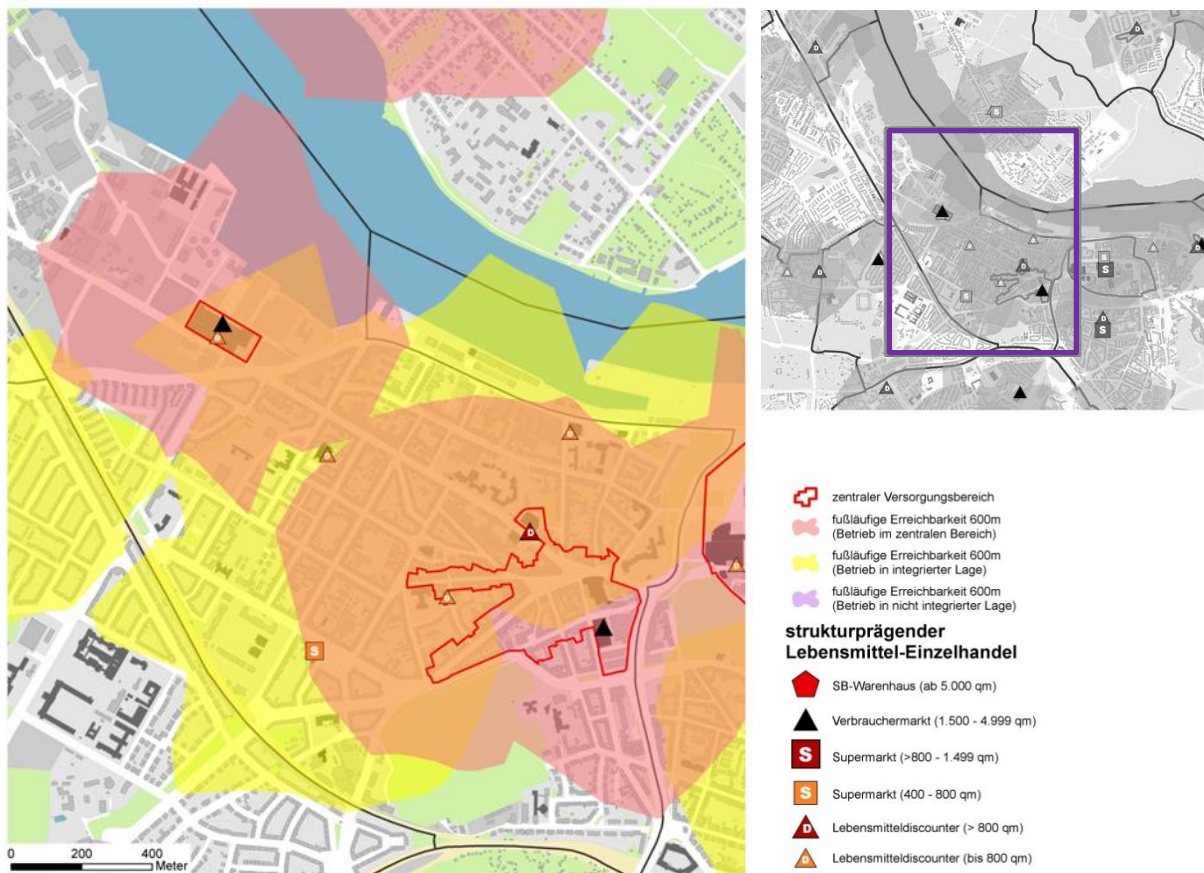 D
S
S
S
D
D
D
D
S
D
0 200 400
Meter
zentraler Versorgungsbereich
fußläufige Erreichbarkeit 600m
(Betrieb im zentralen Bereich)
fußläufige Erreichbarkeit 600m
(Betrieb in integrierter Lage)
fußläufige Erreichbarkeit 600m
(Betrieb in nicht integrierter Lage)
strukturprägender
Lebensmittel-Einzelhandel
SB-Warenhaus (ab 5.000 qm)
Verbrauchermarkt (1.500 - 4.999 qm)
S Supermarkt (>800 - 1.499 qm)
S Supermarkt (400 - 800 qm)
D Lebensmitteldiscounter (> 800 qm)
D Lebensmitteldiscounter (bis 800 qm)